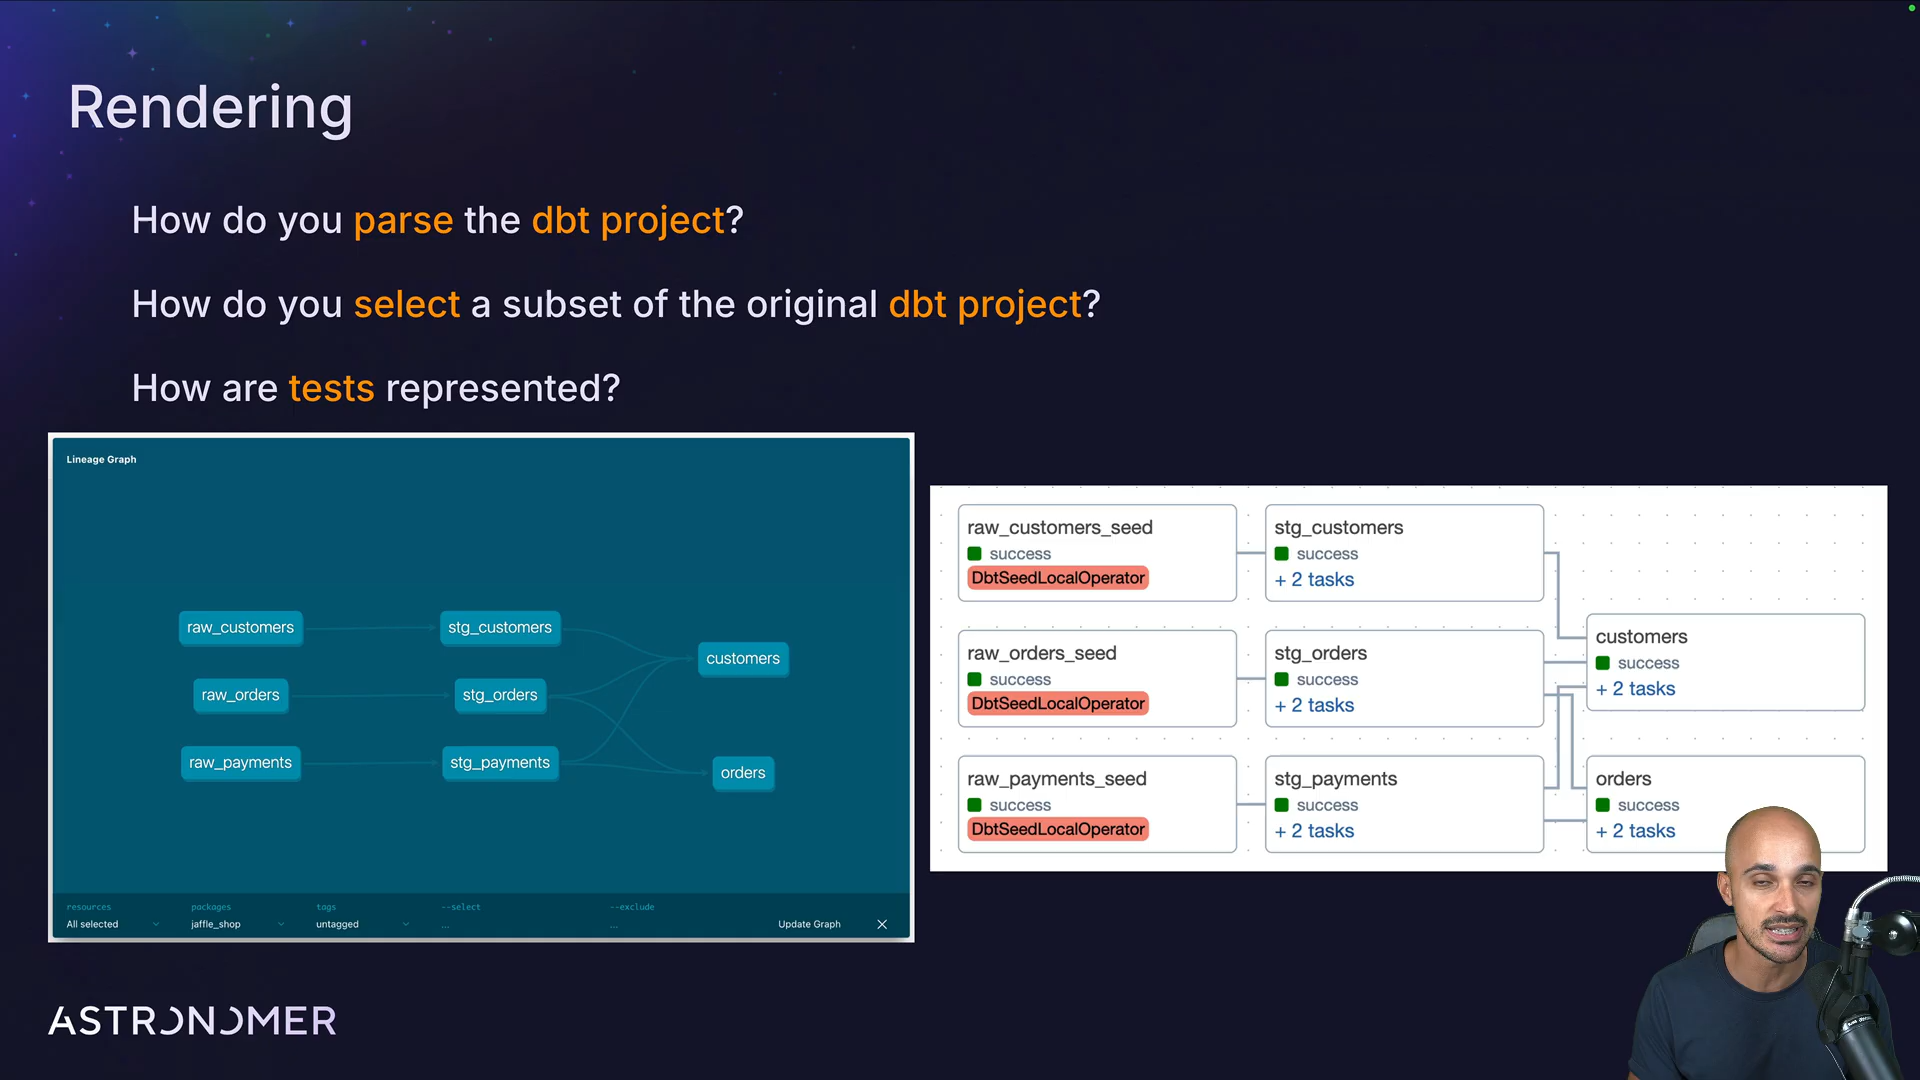 Rendering
How do you parse the dbt project?
How do you select a subset of the original dbt project?
How are tests represented?
Lineage Graph
raw_customers
stg_customers
customers
raw_orders
stg_orders
raw_payments
stg_payments
orders
resources packages tags --select --exclude
All selected jaffle_shop untagged ... ... Update Graph
raw_customers_seed
success
DbtSeedLocalOperator
stg_customers
success
+ 2 tasks
raw_orders_seed
success
DbtSeedLocalOperator
stg_orders
success
+ 2 tasks
customers
success
+ 2 tasks
raw_payments_seed
success
DbtSeedLocalOperator
stg_payments
success
+ 2 tasks
orders
success
+ 2 tasks
ASTRONOMER